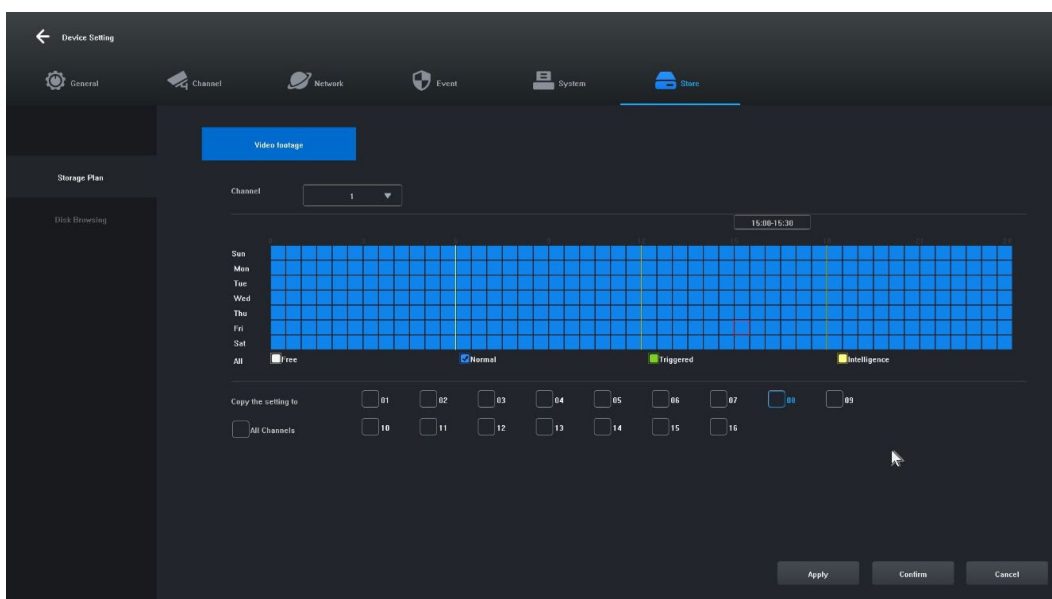 Device Setting
General Channel Network Event System Store
Video footage
Storage Plan
Channel 1
Disk Browsing
15:00-15:30
Sun
Mon
Tue
Wed
Thu
Fri
Sat
All Free Normal Triggered Intelligence
Copy the setting to 01 02 03 04 05 06 07 08 09
All Channels 10 11 12 13 14 15 16
Apply Confirm Cancel